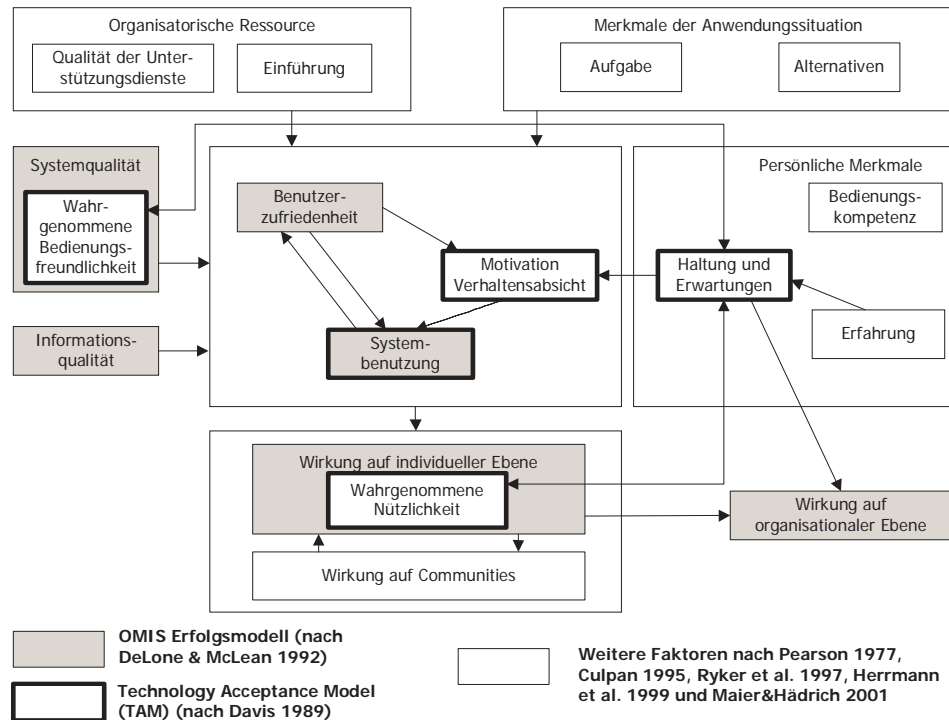 Organisatorische Ressource
Qualität der Unter-
stützungsdienste
Einführung
Merkmale der Anwendungssituation
Aufgabe
Alternativen
Systemqualität
Wahr-
genommene
Bedienungs-
freundlichkeit
Informations-
qualität
Benutzer-
zufriedenheit
Motivation
Verhaltensabsicht
System-
benutzung
Persönliche Merkmale
Bedienungs-
kompetenz
Haltung und
Erwartungen
Erfahrung
Wirkung auf individueller Ebene
Wahrgenommene
Nützlichkeit
Wirkung auf Communities
Wirkung auf
organisationaler Ebene
OMIS Erfolgsmodell (nach
DeLone & McLean 1992)
Technology Acceptance Model
(TAM) (nach Davis 1989)
Weitere Faktoren nach Pearson 1977,
Culpan 1995, Ryker et al. 1997, Herrmann
et al. 1999 und Maier&Hädrich 2001